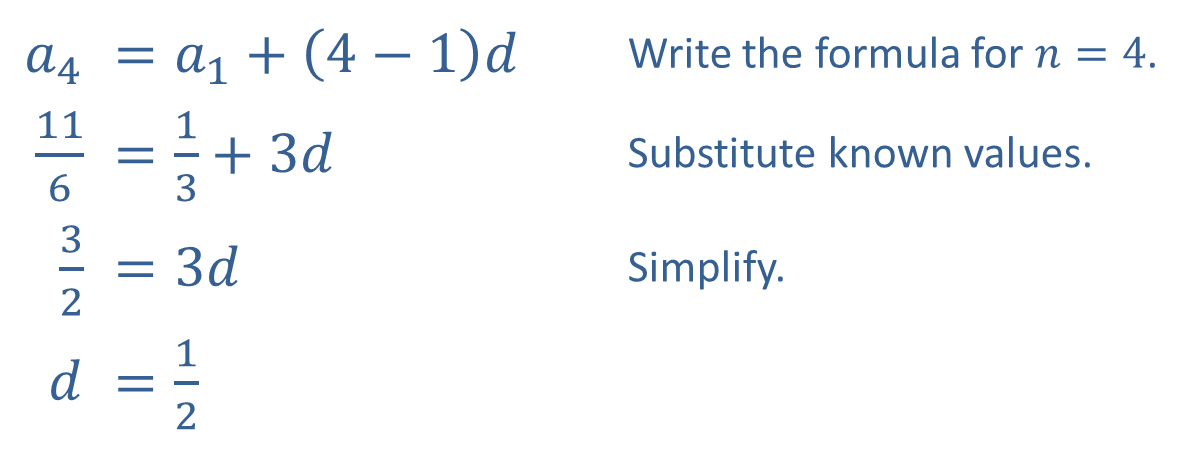 a₄ = a₁ + (4 − 1)d Write the formula for n = 4.
11/6 = 1/3 + 3d Substitute known values.
3/2 = 3d Simplify.
d = 1/2